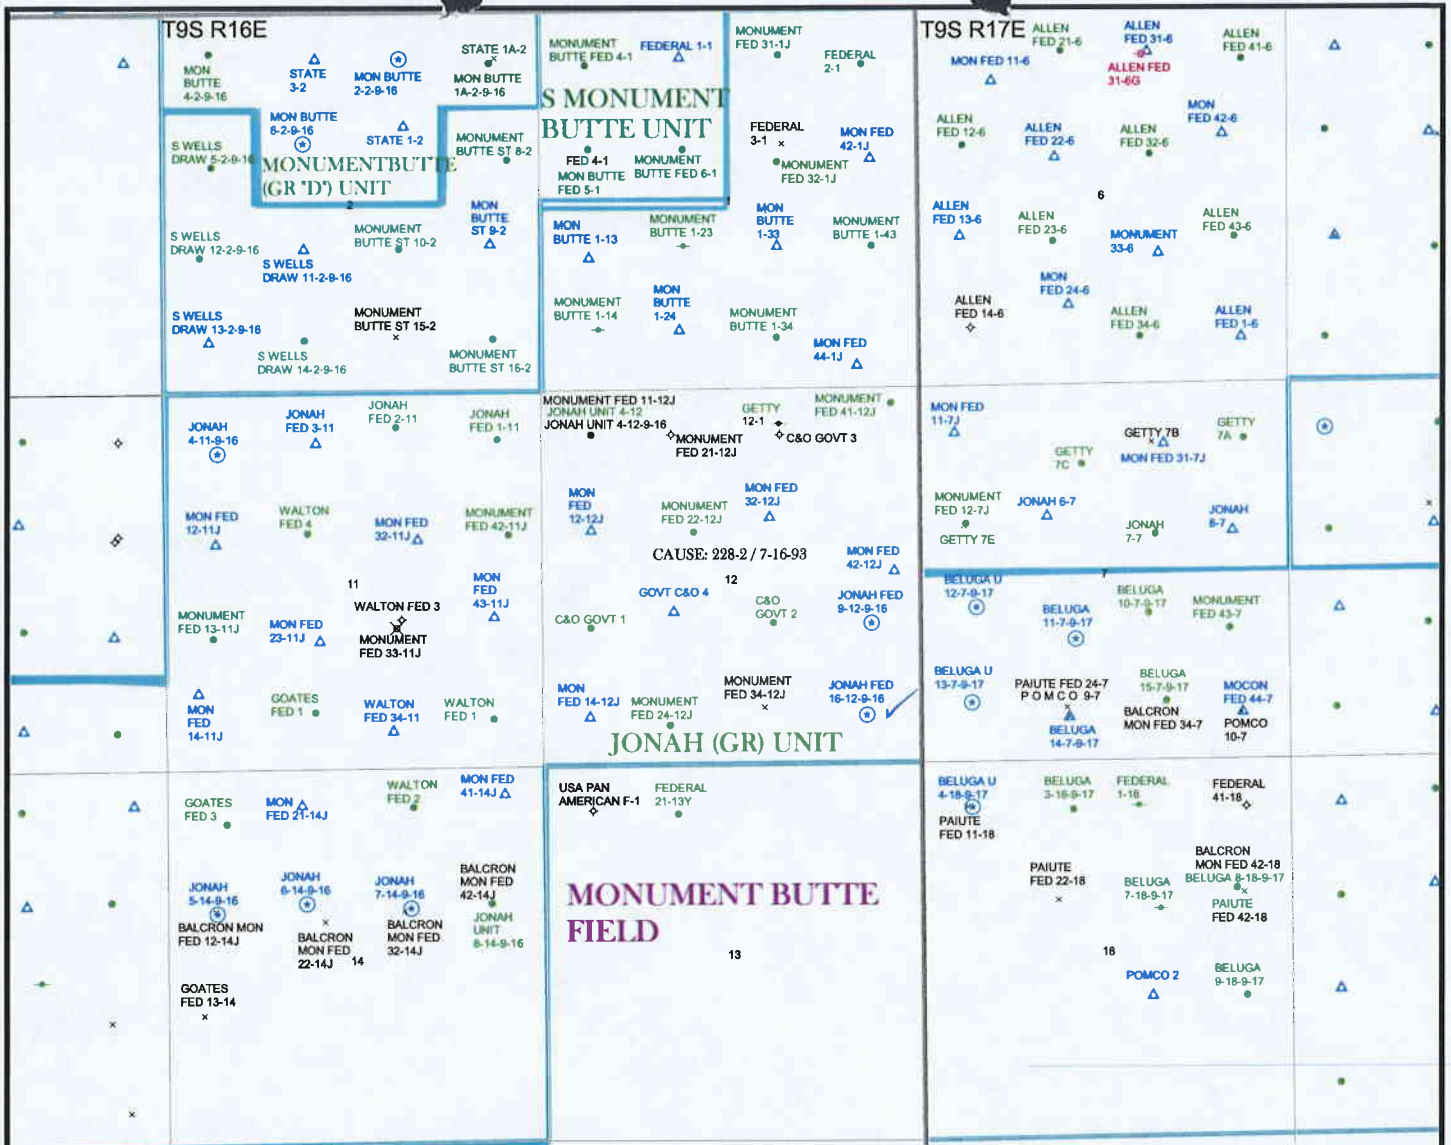 T9S R16E
MON
BUTTE
4-2-9-16
STATE
3-2
MON BUTTE
2-2-9-16
STATE 1A-2
MON BUTTE
1A-2-9-16
MON BUTTE
6-2-9-16
STATE 1-2
S WELLS
DRAW 5-2-9-16
MONUMENTBUTTE
(GR "D") UNIT
MONUMENT
BUTTE ST 8-2
2
MON
BUTTE
ST 9-2
S WELLS
DRAW 12-2-9-16
S WELLS
DRAW 11-2-9-16
MONUMENT
BUTTE ST 10-2
S WELLS
DRAW 13-2-9-16
S WELLS
DRAW 14-2-9-16
MONUMENT
BUTTE ST 15-2
MONUMENT
BUTTE ST 16-2
MONUMENT
BUTTE FED 4-1
FEDERAL 1-1
MONUMENT
FED 31-1J
FEDERAL
2-1
S MONUMENT
BUTTE UNIT
FED 4-1
MON BUTTE
FED 5-1
MONUMENT
BUTTE FED 6-1
FEDERAL
3-1
MON FED
42-1J
MONUMENT
FED 32-1J
MON
BUTTE 1-13
MONUMENT
BUTTE 1-23
MON
BUTTE
1-33
MONUMENT
BUTTE 1-43
MONUMENT
BUTTE 1-14
MON
BUTTE
1-24
MONUMENT
BUTTE 1-34
MON FED
44-1J
T9S R17E
ALLEN
FED 21-6
ALLEN
FED 31-6
ALLEN FED
31-6G
ALLEN
FED 41-6
MON FED 11-6
ALLEN
FED 12-6
ALLEN
FED 22-6
ALLEN
FED 32-6
MON
FED 42-6
6
ALLEN
FED 13-6
ALLEN
FED 23-6
MONUMENT
33-6
ALLEN
FED 43-6
ALLEN
FED 14-6
MON
FED 24-6
ALLEN
FED 34-6
ALLEN
FED 1-6
JONAH
4-11-9-16
JONAH
FED 3-11
JONAH
FED 2-11
JONAH
FED 1-11
MON FED
12-11J
WALTON
FED 4
MON FED
32-11J
MONUMENT
FED 42-11J
11
MONUMENT
FED 13-11J
MON FED
23-11J
WALTON FED 3
MONUMENT
FED 33-11J
MON
FED
43-11J
MON
FED
14-11J
GOATES
FED 1
WALTON
FED 34-11
WALTON
FED 1
MONUMENT FED 11-12J
JONAH UNIT 4-12
JONAH UNIT 4-12-9-16
MONUMENT
FED 21-12J
GETTY
12-1
C&O GOVT 3
MONUMENT
FED 41-12J
MON
FED
12-12J
MONUMENT
FED 22-12J
MON FED
32-12J
CAUSE: 228-2 / 7-16-93
MON FED
42-12J
12
C&O GOVT 1
GOVT C&O 4
C&O
GOVT 2
JONAH FED
9-12-9-16
MON
FED 14-12J
MONUMENT
FED 24-12J
MONUMENT
FED 34-12J
JONAH FED
16-12-9-16
JONAH (GR) UNIT
MON FED
11-7J
GETTY
7C
GETTY 7B
MON FED 31-7J
GETTY
7A
MONUMENT
FED 12-7J
GETTY 7E
JONAH 6-7
JONAH
7-7
JONAH
8-7
7
BELUGA U
12-7-9-17
BELUGA
11-7-9-17
BELUGA
10-7-9-17
MONUMENT
FED 43-7
BELUGA U
13-7-9-17
PAIUTE FED 24-7
POMCO 9-7
BELUGA
14-7-9-17
BELUGA
15-7-9-17
BALCRON
MON FED 34-7
MOCON
FED 44-7
POMCO
10-7
GOATES
FED 3
MON
FED 21-14J
WALTON
FED 2
MON FED
41-14J
JONAH
5-14-9-16
BALCRON MON
FED 12-14J
JONAH
6-14-9-16
BALCRON
MON FED
22-14J
14
JONAH
7-14-9-16
BALCRON
MON FED
32-14J
BALCRON
MON FED
42-14J
JONAH
UNIT
8-14-9-16
GOATES
FED 13-14
USA PAN
AMERICAN F-1
FEDERAL
21-13Y
MONUMENT BUTTE
FIELD
13
BELUGA U
4-18-9-17
PAIUTE
FED 11-18
BELUGA
3-18-9-17
FEDERAL
1-18
FEDERAL
41-18
PAIUTE
FED 22-18
BELUGA
7-18-9-17
BALCRON
MON FED 42-18
BELUGA 8-18-9-17
PAIUTE
FED 42-18
18
POMCO 2
BELUGA
9-18-9-17